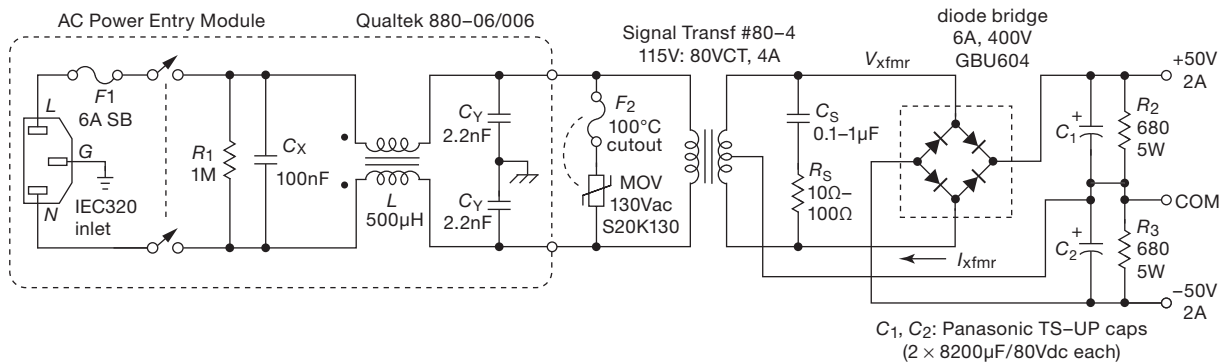 AC Power Entry Module
Qualtek 880–06/006
Signal Transf #80–4
115V: 80VCT, 4A
diode bridge
6A, 400V
GBU604
F1
6A SB
L
G
N
IEC320
inlet
R1
1M
CX
100nF
L
500µH
CY
2.2nF
CY
2.2nF
F2
100°C
cutout
MOV
130Vac
S20K130
Vxfmr
CS
0.1–1µF
RS
10Ω–
100Ω
Ixfmr
+
C1
R2
680
5W
+
C2
R3
680
5W
+50V
2A
COM
–50V
2A
C1, C2: Panasonic TS–UP caps
(2 × 8200µF/80Vdc each)